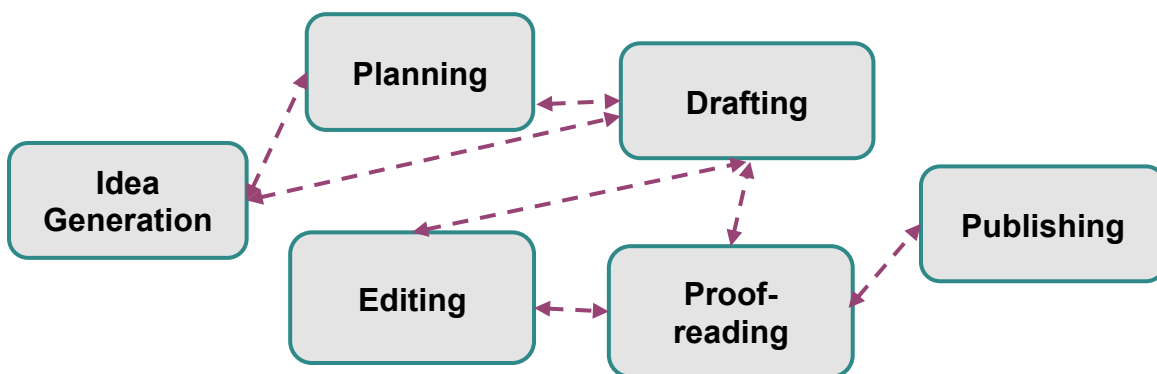 Planning
Drafting
Idea
Generation
Publishing
Editing
Proof-
reading